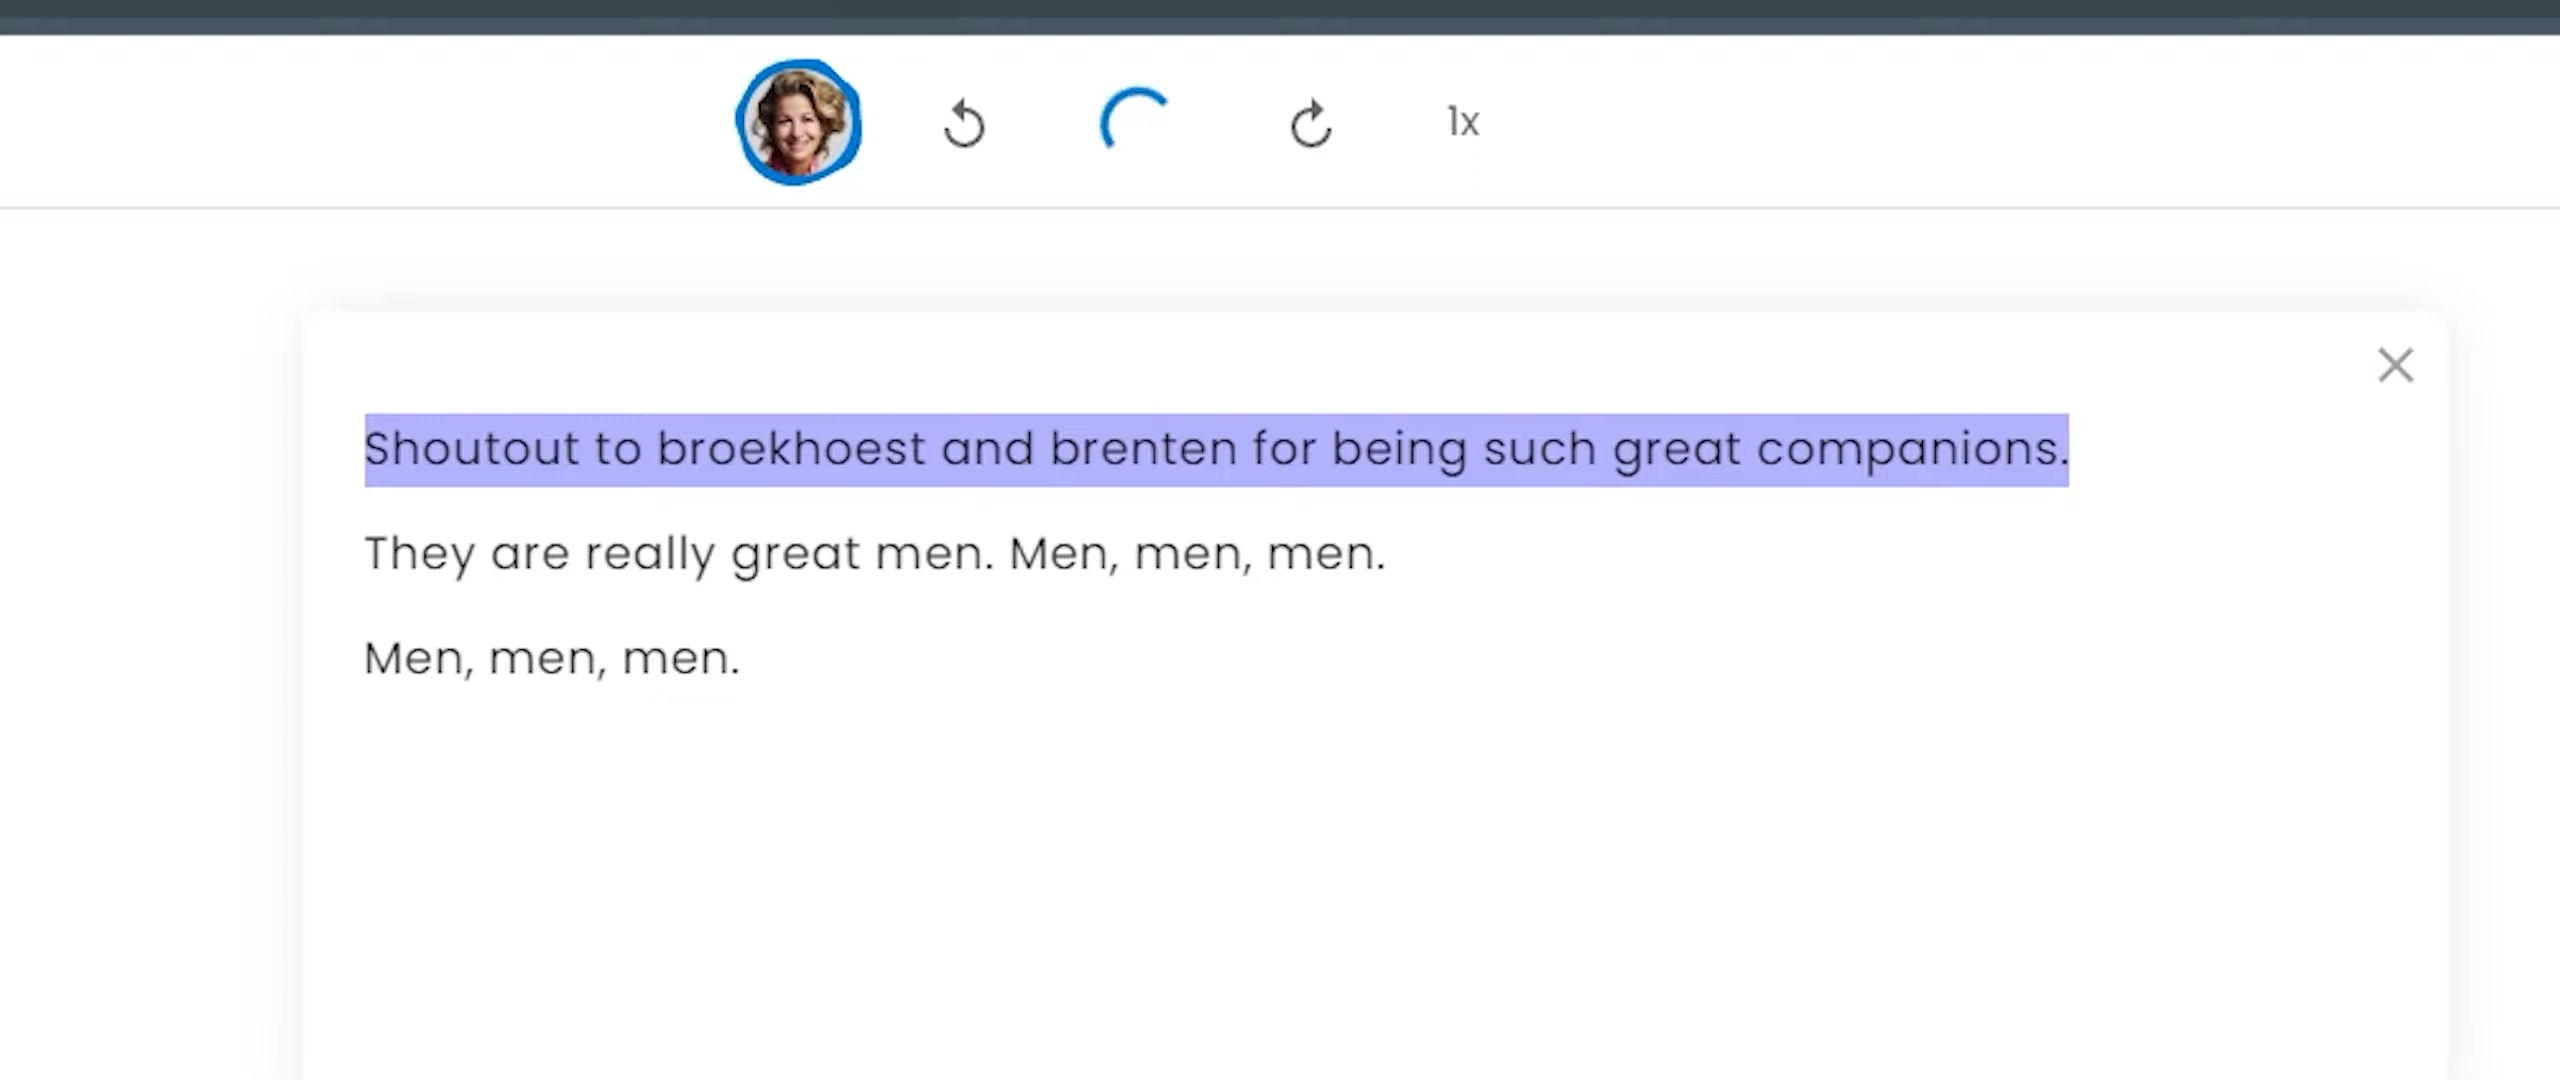 1x
Shoutout to broekhoest and brenten for being such great companions.
They are really great men. Men, men, men.
Men, men, men.